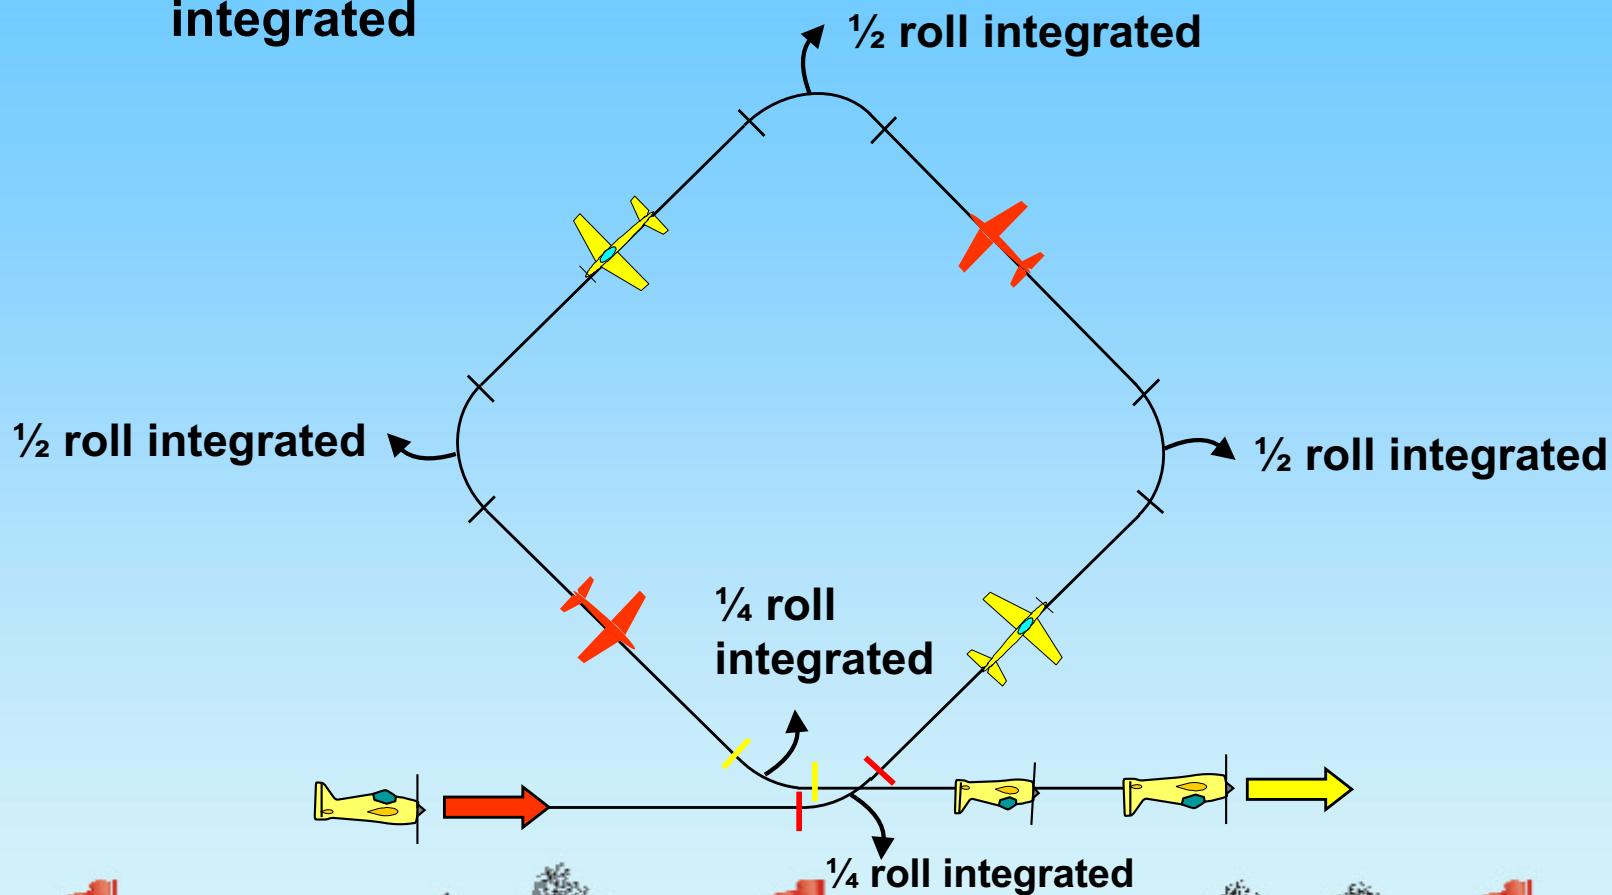 integrated
½ roll integrated
½ roll integrated
½ roll integrated
¼ roll
integrated
¼ roll integrated